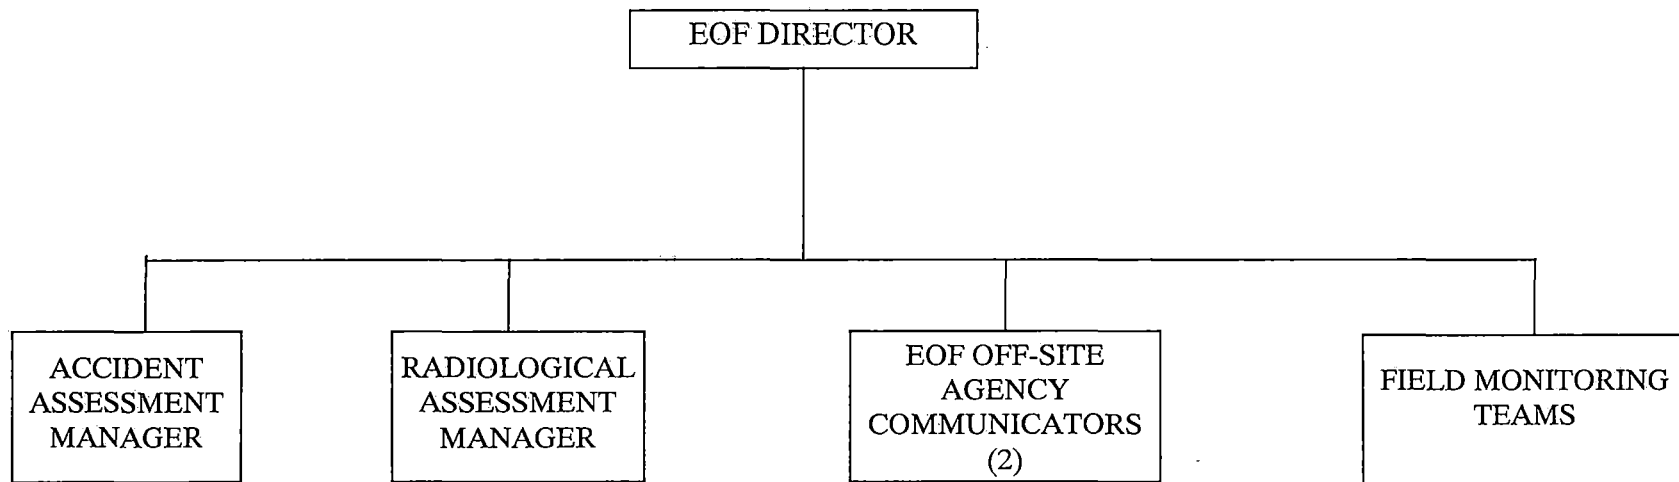 EOF DIRECTOR
ACCIDENT
ASSESSMENT
MANAGER
RADIOLOGICAL
ASSESSMENT
MANAGER
EOF OFF-SITE
AGENCY
COMMUNICATORS
(2)
FIELD MONITORING
TEAMS